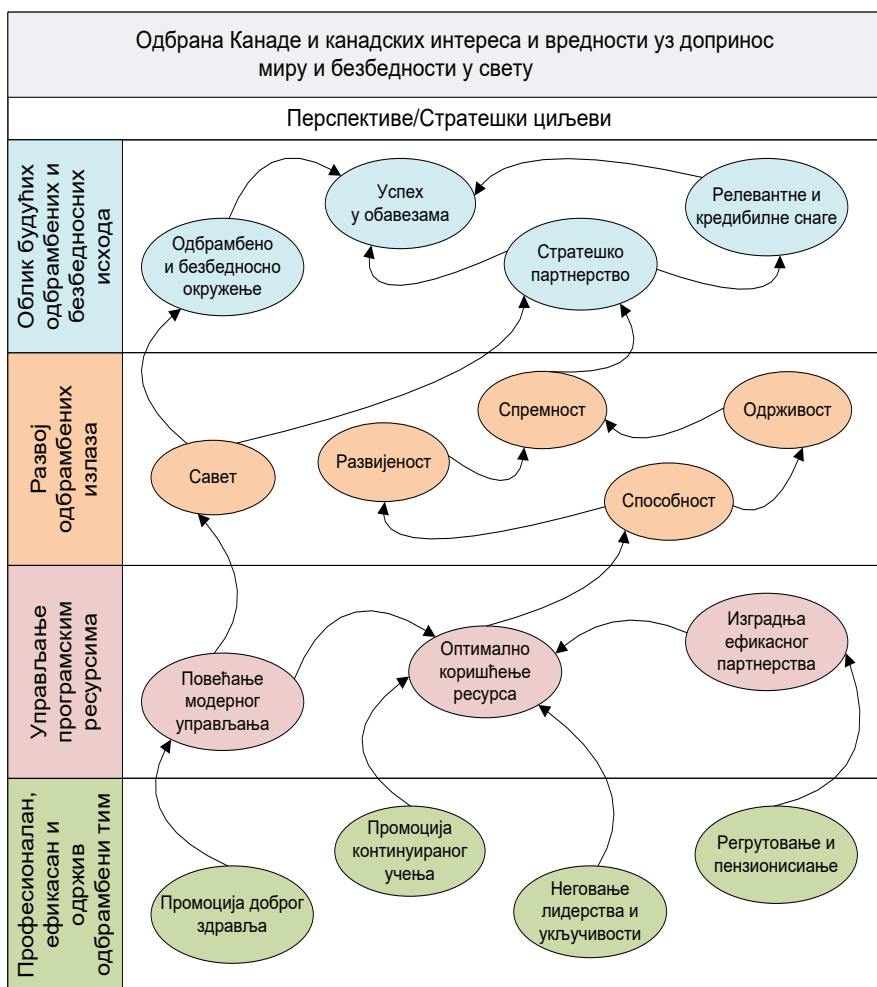 Одбрана Канаде и канадских интереса и вредности уз допринос
миру и безбедности у свету
Перспективе/Стратешки циљеви
Облик будућих
одбрамбених и
безбедносних
исхода
Успех
у обавезама
Релевантне и
кредибилне снаге
Одбрамбено
и безбедносно
окружење
Стратешко
партнерство
Развој
одбрамбених
излаза
Спремност
Одрживост
Развијеност
Савет
Способност
Управљање
програмским
ресурсима
Изградња
ефикасног
партнерства
Оптимално
коришћење
ресурса
Повећање
модерног
управљања
Професионалан,
ефикасан и
одржив
одбрамбени тим
Промоција
континуираног
учења
Регрутовање и
пензионисиање
Промоција доброг
здравља
Неговање
лидерства и
укључивости